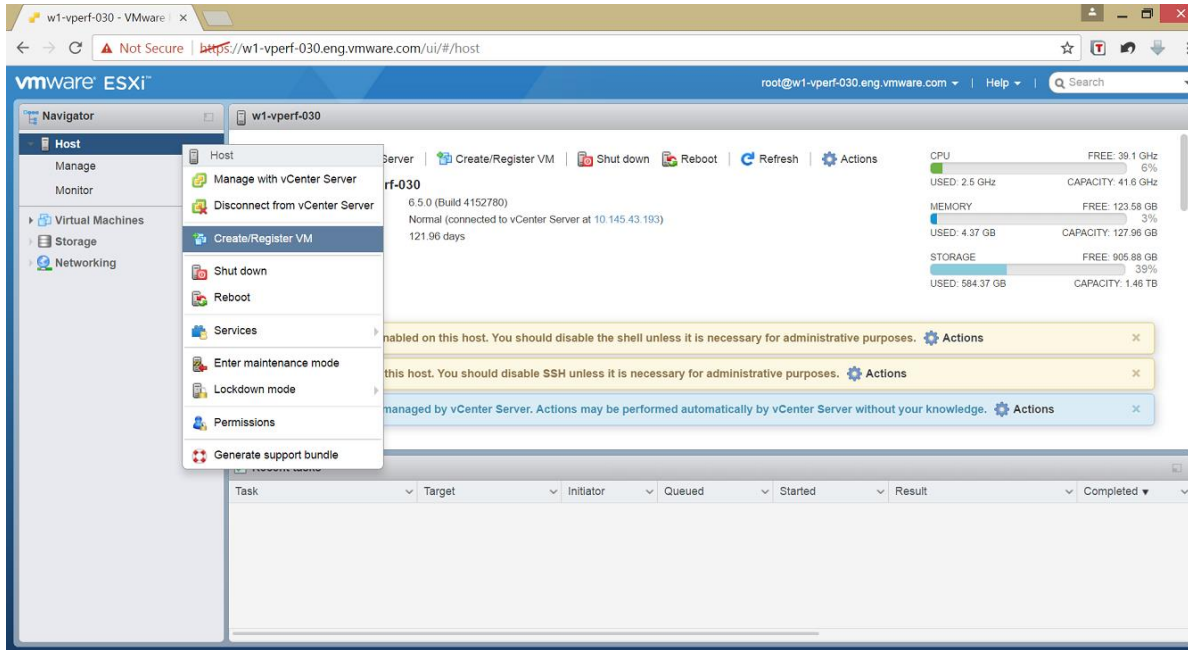 w1-vperf-030 - VMware
Not Secure | https://w1-vperf-030.eng.vmware.com/ui/#/host
vmware ESXi™
root@w1-vperf-030.eng.vmware.com | Help | Search
Navigator
Host
Manage
Monitor
Virtual Machines
Storage
Networking
Host
Manage with vCenter Server
Disconnect from vCenter Server
Create/Register VM
Shut down
Reboot
Services
Enter maintenance mode
Lockdown mode
Permissions
Generate support bundle
w1-vperf-030
Server | Create/Register VM | Shut down Reboot | Refresh | Actions
rf-030
6.5.0 (Build 4152780)
Normal (connected to vCenter Server at 10.145.43.193)
121.96 days
CPU FREE: 39.1 GHz
6%
USED: 2.5 GHz CAPACITY: 41.6 GHz
MEMORY FREE: 123.58 GB
3%
USED: 4.37 GB CAPACITY: 127.96 GB
STORAGE FREE: 905.88 GB
39%
USED: 584.37 GB CAPACITY: 1.46 TB
nabled on this host. You should disable the shell unless it is necessary for administrative purposes. Actions
this host. You should disable SSH unless it is necessary for administrative purposes. Actions
managed by vCenter Server. Actions may be performed automatically by vCenter Server without your knowledge. Actions
Recent tasks
Task Target Initiator Queued Started Result Completed